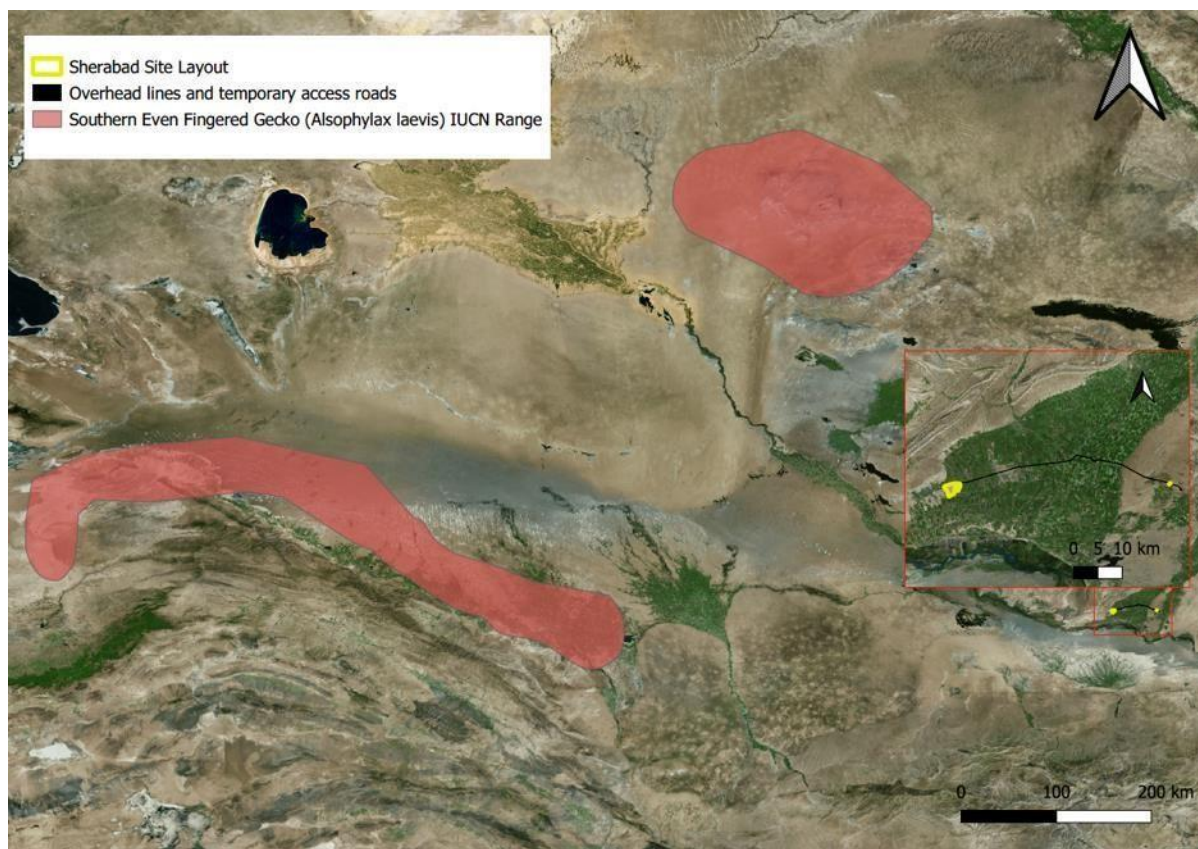 Sherabad Site Layout
Overhead lines and temporary access roads
Southern Even Fingered Gecko (Alsophylax laevis) IUCN Range
0 5 10 km
0 100 200 km